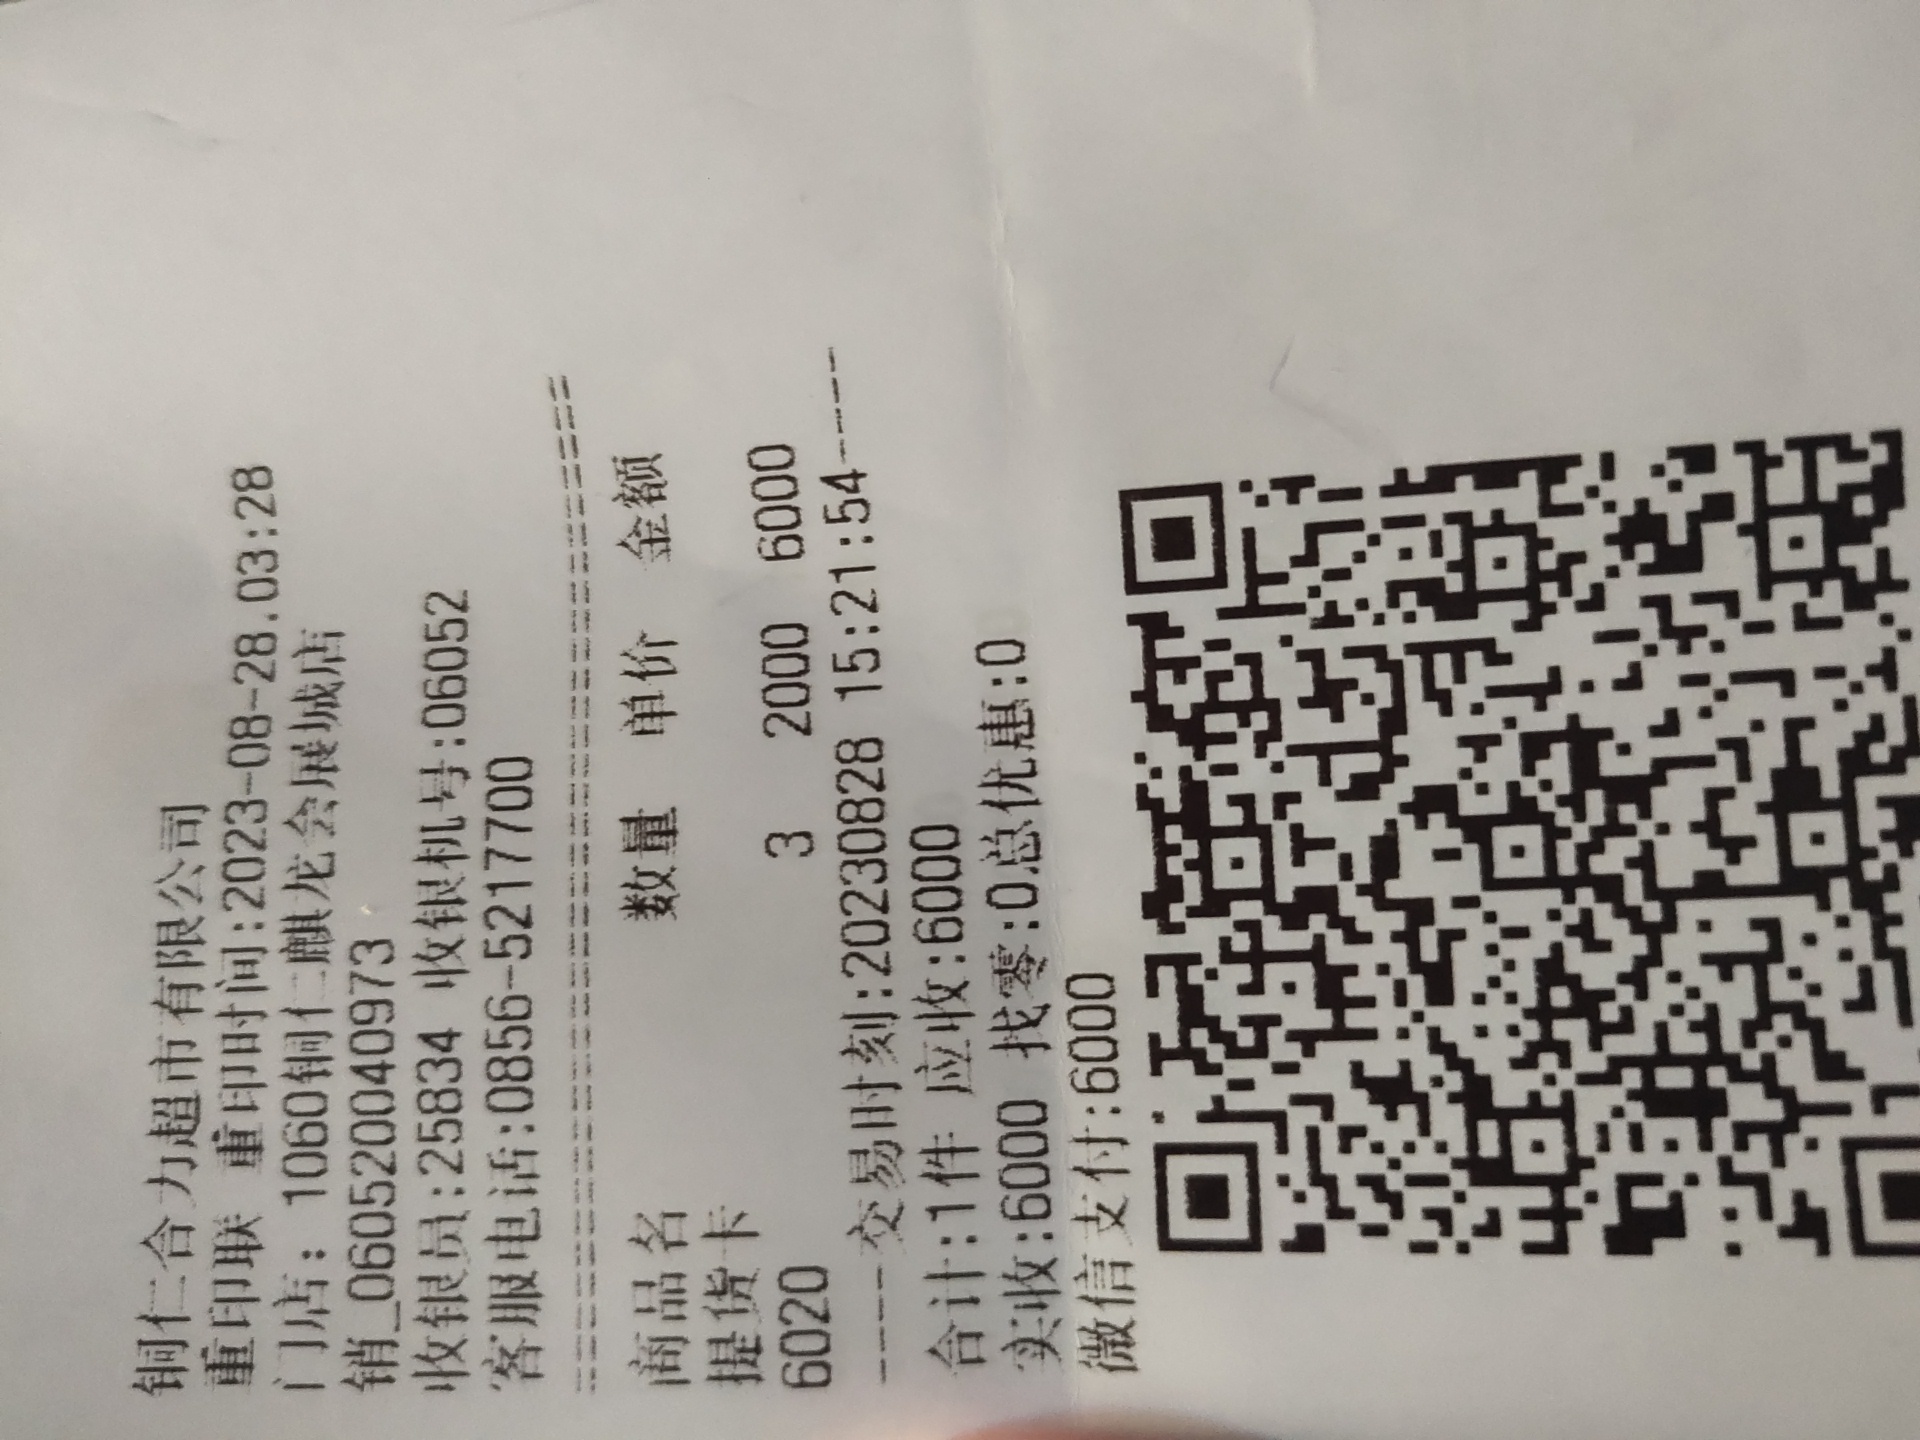 铜仁合力超市有限公司
重印联 重印时间:2023-08-28.03:28
门店: 1060铜仁麒龙会展城店
销_060520040973
收银员:25834 收银机号:06052
客服电话:0856-5217700
================================
商品名 数量 单价 金额
提货卡
6020 3 2000 6000
----交易时刻:20230828 15:21:54----
合计:1件 应收:6000
实收:6000 找零:0总优惠:0
微信支付:6000